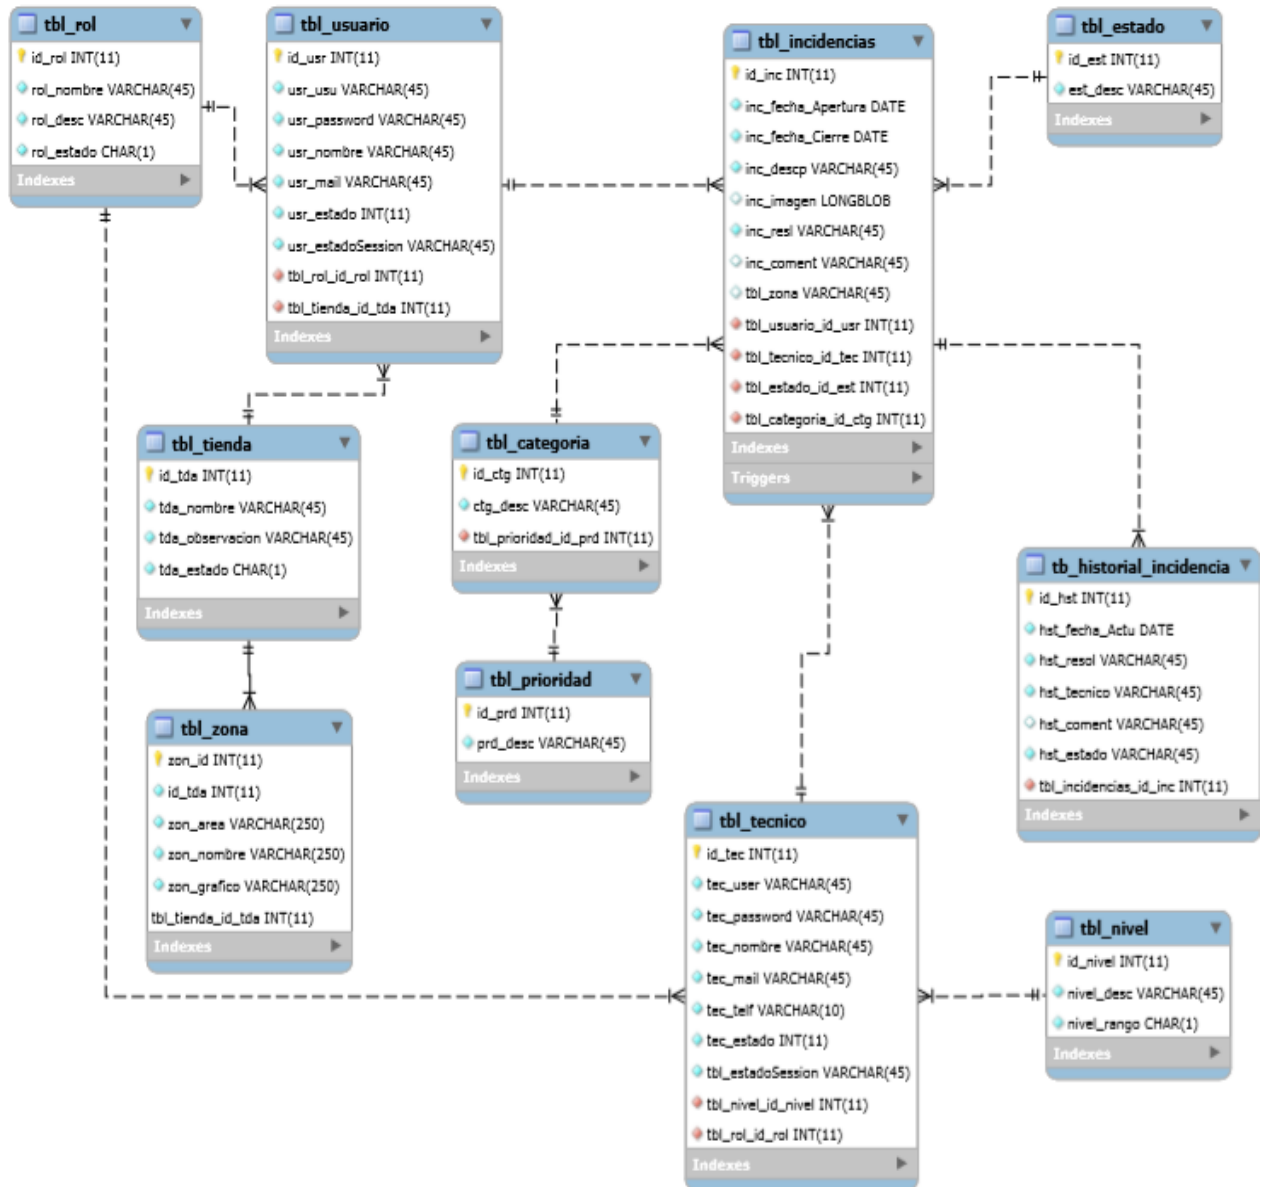 tbl_rol
id_rol INT(11)
rol_nombre VARCHAR(45)
rol_desc VARCHAR(45)
rol_estado CHAR(1)
Indexes
tbl_usuario
id_usr INT(11)
usr_usu VARCHAR(45)
usr_password VARCHAR(45)
usr_nombre VARCHAR(45)
usr_mail VARCHAR(45)
usr_estado INT(11)
usr_estadoSession VARCHAR(45)
tbl_rol_id_rol INT(11)
tbl_tienda_id_tda INT(11)
Indexes
tbl_incidencias
id_inc INT(11)
inc_fecha_Apertura DATE
inc_fecha_Cierre DATE
inc_descp VARCHAR(45)
inc_imagen LONGBLOB
inc_resl VARCHAR(45)
inc_coment VARCHAR(45)
tbl_zona VARCHAR(45)
tbl_usuario_id_usr INT(11)
tbl_tecnico_id_tec INT(11)
tbl_estado_id_est INT(11)
tbl_categoria_id_ctg INT(11)
Indexes
Triggers
tbl_estado
id_est INT(11)
est_desc VARCHAR(45)
Indexes
tbl_tienda
id_tda INT(11)
tda_nombre VARCHAR(45)
tda_observacion VARCHAR(45)
tda_estado CHAR(1)
Indexes
tbl_categoria
id_ctg INT(11)
ctg_desc VARCHAR(45)
tbl_prioridad_id_prd INT(11)
Indexes
tb_historial_incidencia
id_hst INT(11)
hst_fecha_Actu DATE
hst_resol VARCHAR(45)
hst_tecnico VARCHAR(45)
hst_coment VARCHAR(45)
hst_estado VARCHAR(45)
tbl_incidencias_id_inc INT(11)
Indexes
tbl_zona
zon_id INT(11)
id_tda INT(11)
zon_area VARCHAR(250)
zon_nombre VARCHAR(250)
zon_grafico VARCHAR(250)
tbl_tienda_id_tda INT(11)
Indexes
tbl_prioridad
id_prd INT(11)
prd_desc VARCHAR(45)
Indexes
tbl_tecnico
id_tec INT(11)
tec_user VARCHAR(45)
tec_password VARCHAR(45)
tec_nombre VARCHAR(45)
tec_mail VARCHAR(45)
tec_telf VARCHAR(10)
tec_estado INT(11)
tbl_estadoSession VARCHAR(45)
tbl_nivel_id_nivel INT(11)
tbl_rol_id_rol INT(11)
Indexes
tbl_nivel
id_nivel INT(11)
nivel_desc VARCHAR(45)
nivel_rango CHAR(1)
Indexes